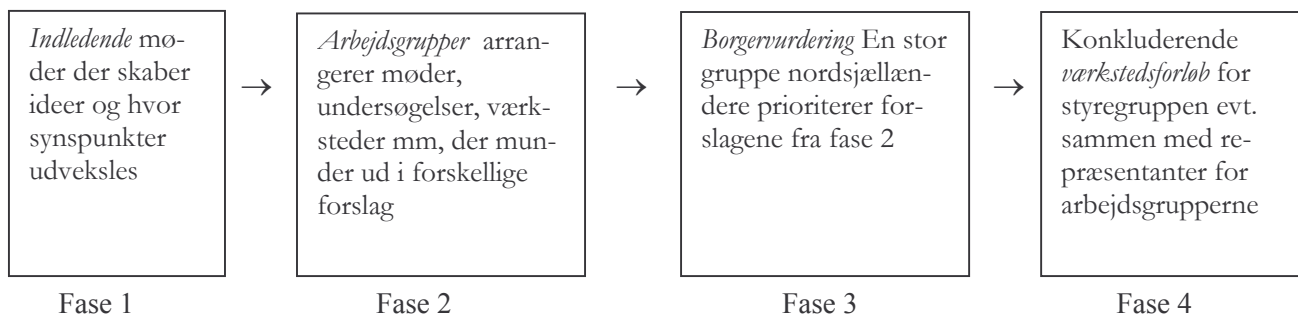 Indledende mø-
der der skaber
ideer og hvor
synspunkter
udveksles
→
Arbejdsgrupper arran-
gerer møder,
undersøgelser, værk-
steder mm, der mun-
der ud i forskellige
forslag
→
Borgervurdering En stor
gruppe nordsjællæn-
dere prioriterer for-
slagene fra fase 2
→
Konkluderende
værkstedsforløb for
styregruppen evt.
sammen med re-
præsentanter for
arbejdsgrupperne
Fase 1
Fase 2
Fase 3
Fase 4